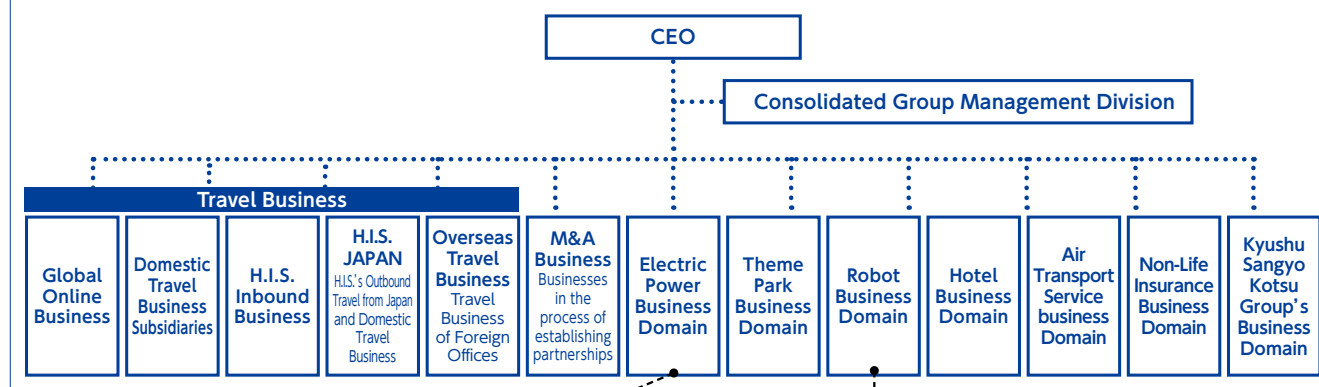 CEO
Consolidated Group Management Division
Travel Business
Global
Online
Business
Domestic
Travel
Business
Subsidiaries
H.I.S.
Inbound
Business
H.I.S.
JAPAN
H.I.S.'s Outbound
Travel from Japan
and Domestic
Travel
Business
Overseas
Travel
Business
Travel
Business
of Foreign
Offices
M&A
Business
Businesses
in the
process of
establishing
partnerships
Electric
Power
Business
Domain
Theme
Park
Business
Domain
Robot
Business
Domain
Hotel
Business
Domain
Air
Transport
Service
business
Domain
Non-Life
Insurance
Business
Domain
Kyushu
Sangyo
Kotsu
Group's
Business
Domain